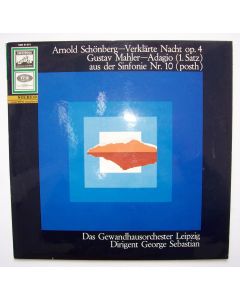 Arnold Schönberg–Verklärte Nacht op.4
Gustav Mahler–Adagio (1. Satz)
aus der Sinfonie Nr. 10 (posth)
Das Gewandhausorchester Leipzig
Dirigent George Sebastian